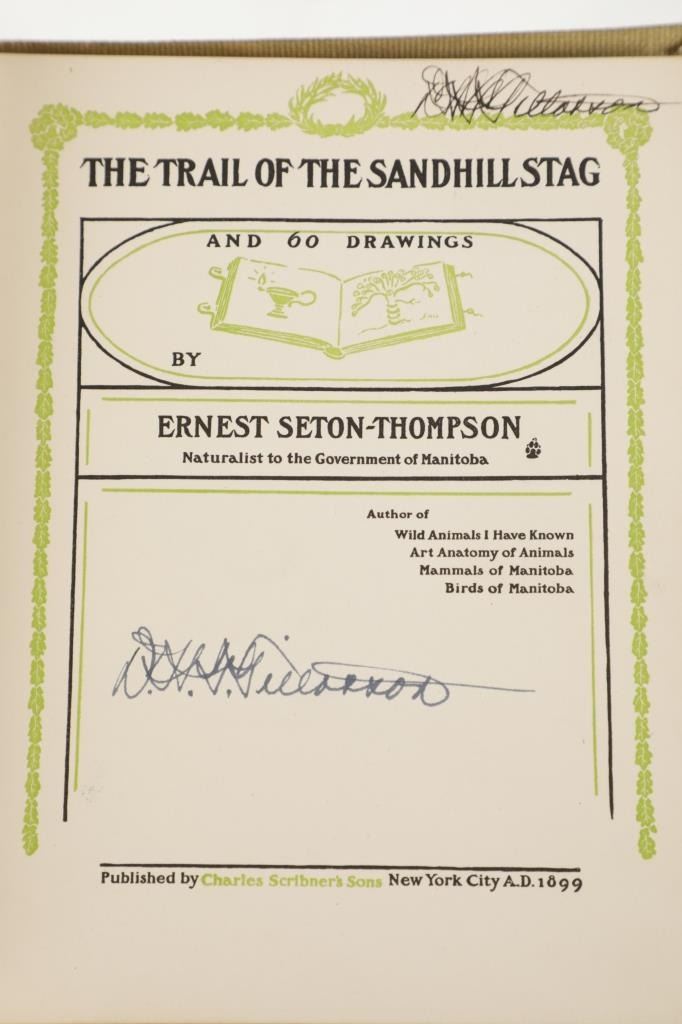 THE TRAIL OF THE SANDHILL STAG
AND 60 DRAWINGS
BY
ERNEST SETON-THOMPSON
Naturalist to the Government of Manitoba
Author of
Wild Animals I Have Known
Art Anatomy of Animals
Mammals of Manitoba
Birds of Manitoba
Published by Charles Scribner's Sons New York City A.D. 1899